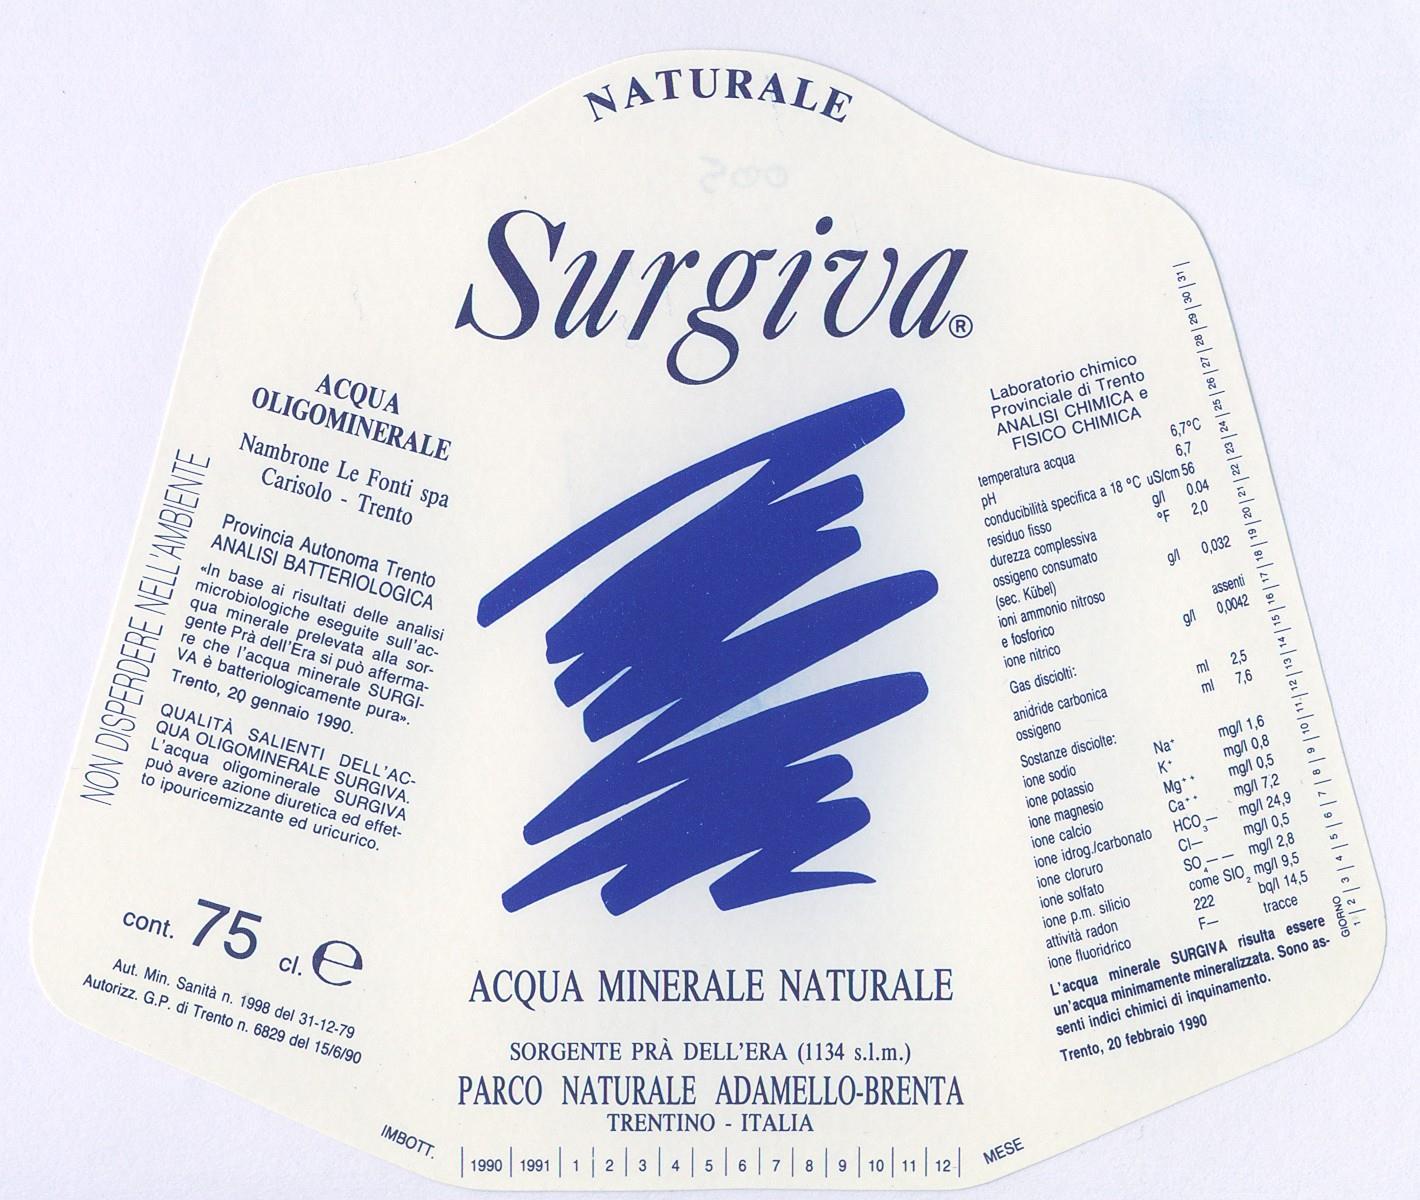 NATURALE
Surgiva®
ACQUA
OLIGOMINERALE
Nambrone Le Fonti spa
Carisolo - Trento
Provincia Autonoma Trento
ANALISI BATTERIOLOGICA
«In base ai risultati delle analisi
microbiologiche eseguite sull'ac-
qua minerale prelevata alla sor-
gente Prà dell'Era si può afferma-
re che l'acqua minerale SURGI-
VA è batteriologicamente pura».
Trento, 20 gennaio 1990.
QUALITÀ SALIENTI DELL'AC-
QUA OLIGOMINERALE SURGIVA.
L'acqua oligominerale SURGIVA
può avere azione diuretica ed effet-
to ipouricemizzante ed uricurico.
NON DISPERDERE NELL'AMBIENTE
cont. 75 cl. e
Aut. Min. Sanità n. 1998 del 31-12-79
Autorizz. G.P. di Trento n. 6829 del 15/6/90
ACQUA MINERALE NATURALE
SORGENTE PRÀ DELL'ERA (1134 s.l.m.)
PARCO NATURALE ADAMELLO-BRENTA
TRENTINO - ITALIA
IMBOTT. | 1990 | 1991 | 1 | 2 | 3 | 4 | 5 | 6 | 7 | 8 | 9 | 10 | 11 | 12 | MESE
Laboratorio chimico
Provinciale di Trento
ANALISI CHIMICA e
FISICO CHIMICA
temperatura acqua 6,7°C
pH 6,7
conducibilità specifica a 18 °C uS/cm 56
residuo fisso g/l 0.04
durezza complessiva °F 2,0
ossigeno consumato
(sec. Kübel) g/l 0,032
ioni ammonio nitroso
e fosforico assenti
ione nitrico g/l 0,0042
Gas disciolti:
anidride carbonica ml 2,5
ossigeno ml 7,6
Sostanze disciolte:
ione sodio Na+ mg/l 1,6
ione potassio K+ mg/l 0,8
ione magnesio Mg++ mg/l 0,5
ione calcio Ca++ mg/l 7,2
ione idrog./carbonato HCO3— mg/l 24,9
ione cloruro Cl— mg/l 0,5
ione solfato SO4—— mg/l 2,8
ione p.m. silicio come SIO2 mg/l 9,5
attività radon 222 bq/l 14,5
ione fluoridrico F— tracce
L'acqua minerale SURGIVA risulta essere
un'acqua minimamente mineralizzata. Sono as-
senti indici chimici di inquinamento.
Trento, 20 febbraio 1990
GIORNO
1 | 2 | 3 | 4 | 5 | 6 | 7 | 8 | 9 | 10 | 11 | 12 | 13 | 14 | 15 | 16 | 17 | 18 | 19 | 20 | 21 | 22 | 23 | 24 | 25 | 26 | 27 | 28 | 29 | 30 | 31 |